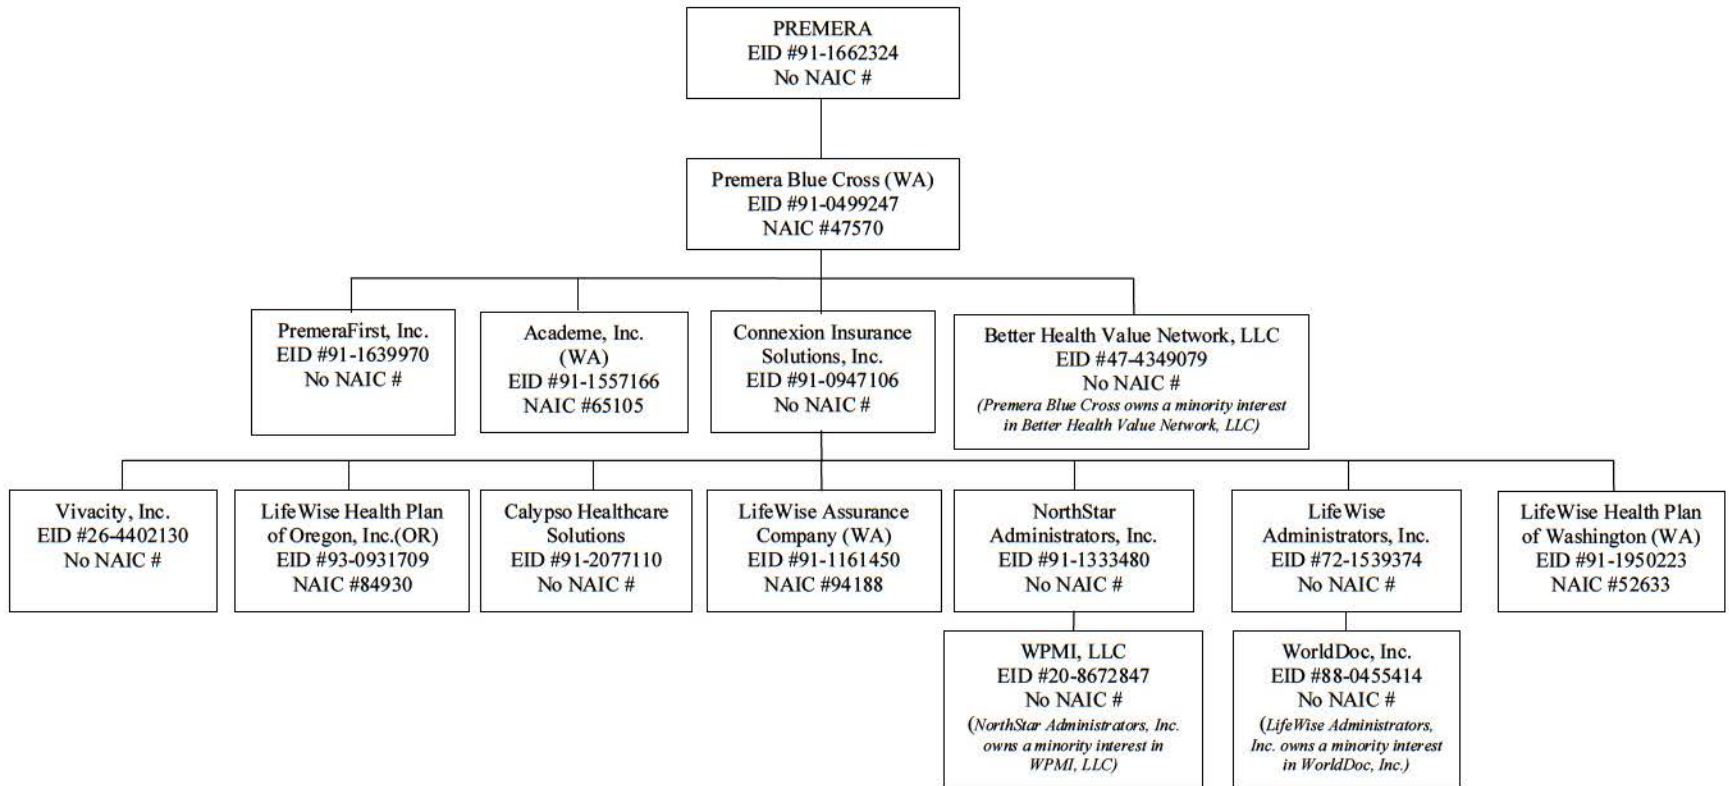 PREMERA
EID #91-1662324
No NAIC #
Premera Blue Cross (WA)
EID #91-0499247
NAIC #47570
PremeraFirst, Inc.
EID #91-1639970
No NAIC #
Academe, Inc.
(WA)
EID #91-1557166
NAIC #65105
Connexion Insurance
Solutions, Inc.
EID #91-0947106
No NAIC #
Better Health Value Network, LLC
EID #47-4349079
No NAIC #
(Premera Blue Cross owns a minority interest
in Better Health Value Network, LLC)
Vivacity, Inc.
EID #26-4402130
No NAIC #
LifeWise Health Plan
of Oregon, Inc.(OR)
EID #93-0931709
NAIC #84930
Calypso Healthcare
Solutions
EID #91-2077110
No NAIC #
LifeWise Assurance
Company (WA)
EID #91-1161450
NAIC #94188
NorthStar
Administrators, Inc.
EID #91-1333480
No NAIC #
LifeWise
Administrators, Inc.
EID #72-1539374
No NAIC #
LifeWise Health Plan
of Washington (WA)
EID #91-1950223
NAIC #52633
WPMI, LLC
EID #20-8672847
No NAIC #
(NorthStar Administrators, Inc.
owns a minority interest in
WPMI, LLC)
WorldDoc, Inc.
EID #88-0455414
No NAIC #
(LifeWise Administrators,
Inc. owns a minority interest
in WorldDoc, Inc.)